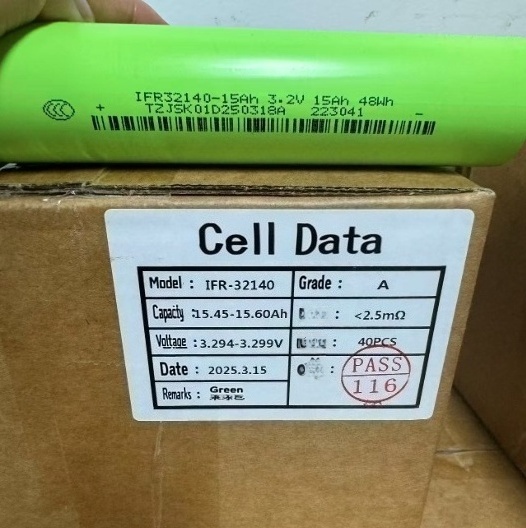 IFR32140-15Ah 3.2V 15Ah 48Wh
+ TZJSK01D250318A 223041 -
Cell Data
Model : IFR-32140 Grade : A
Capacty :15.45-15.60Ah : <2.5mΩ
Voltage :3.294-3.299V : 40PCS
Date : 2025.3.15 : PASS
116
Remarks : Green